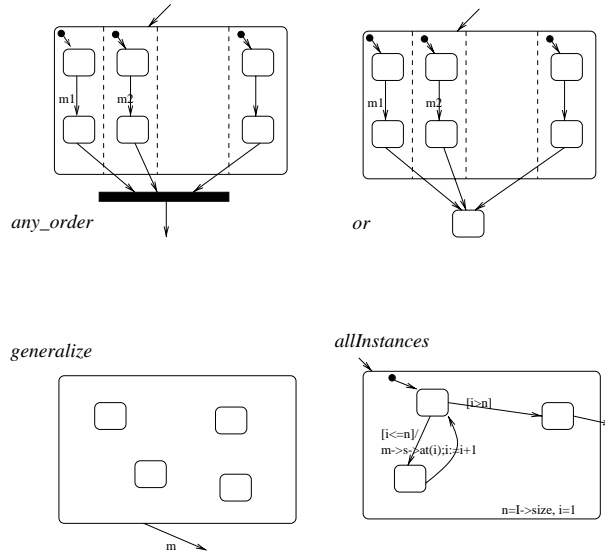 m1
m2
m1
m2
any_order
or
generalize
allInstances
[i>n]
[i<=n]/
m->s->at(i);i:=i+1
n=I->size, i=1
m